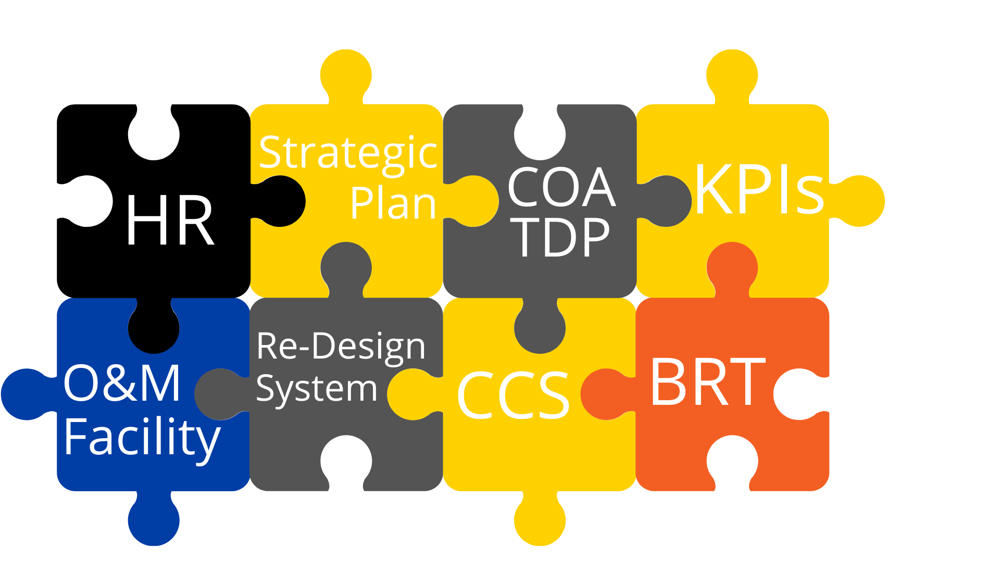 HR
Strategic
Plan
COA
TDP
KPIs
O&M
Facility
Re-Design
System
CCS
BRT